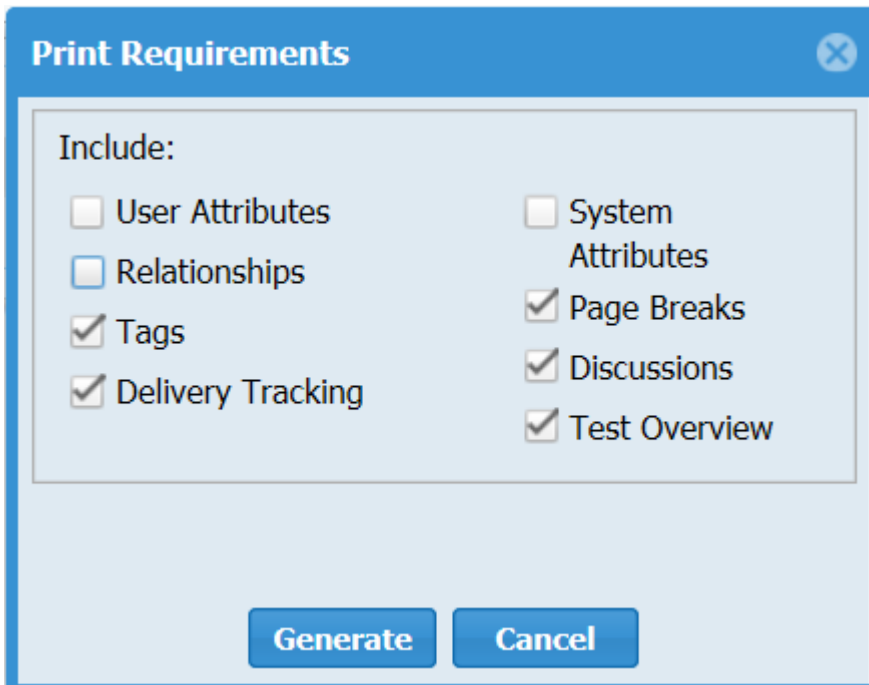 Print Requirements
Include:
User Attributes
Relationships
Tags
Delivery Tracking
System
Attributes
Page Breaks
Discussions
Test Overview
Generate
Cancel